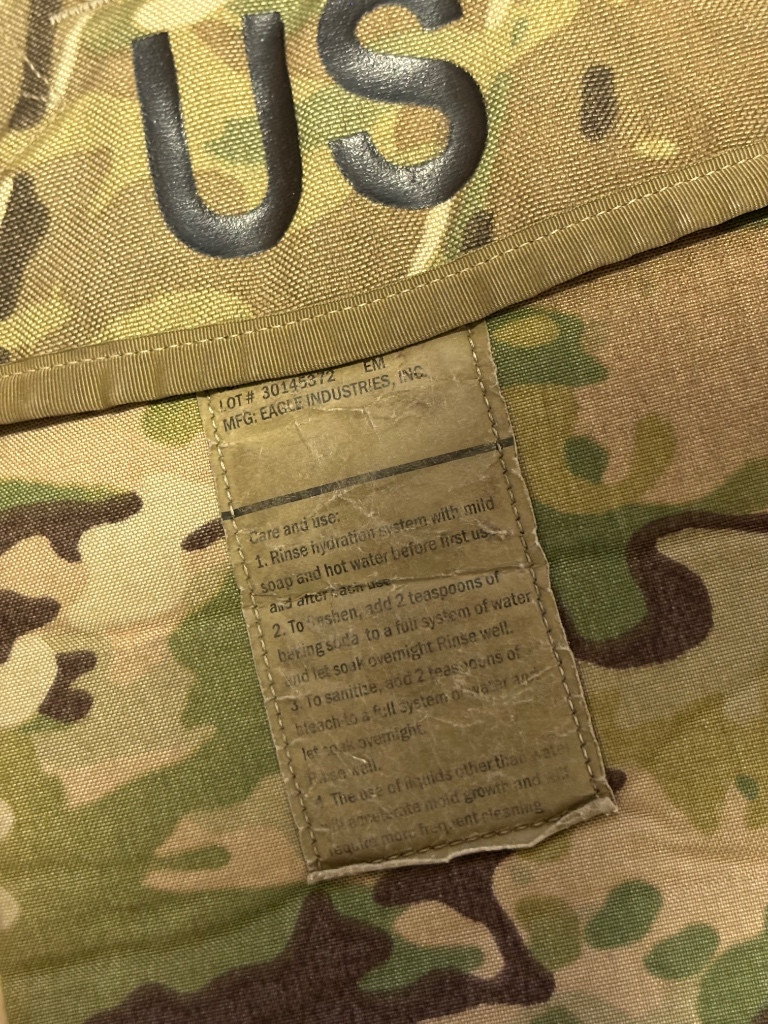 US
LOT # 30145372 EM
MFG: EAGLE INDUSTRIES, INC.
Care and use:
1. Rinse hydration system with mild
soap and hot water before first use
and after each use
2. To freshen, add 2 teaspoons of
baking soda to a full system of water
and let soak overnight Rinse well.
3. To sanitize, add 2 teaspoons of
bleach to a full system of water and
let soak overnight.
Rinse well.
4. The use of liquids other than water
will accelerate mold growth and will
require more frequent cleaning